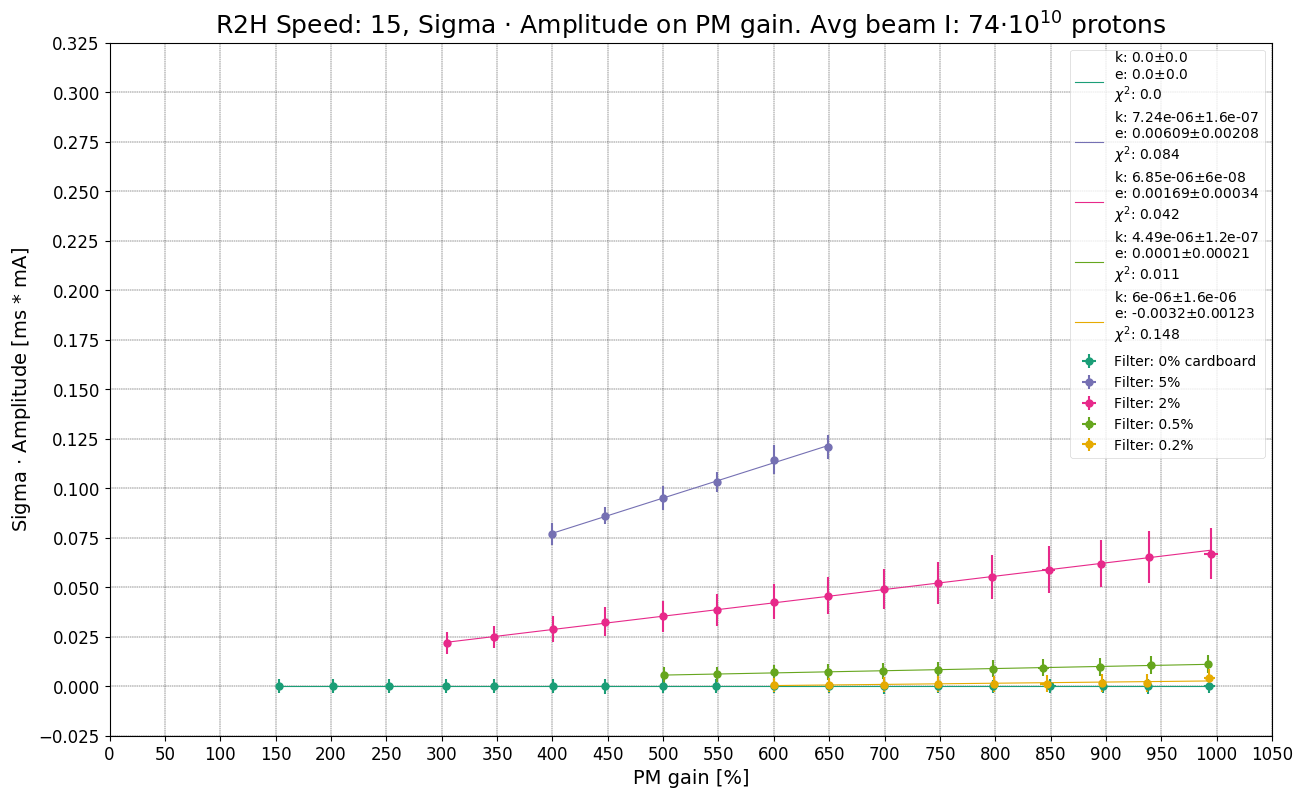 R2H Speed: 15, Sigma · Amplitude on PM gain. Avg beam I: 74·10¹⁰ protons
Sigma · Amplitude [ms * mA]
0.325
0.300
0.275
0.250
0.225
0.200
0.175
0.150
0.125
0.100
0.075
0.050
0.025
0.000
−0.025
k: 0.0±0.0
e: 0.0±0.0
χ²: 0.0
k: 7.24e-06±1.6e-07
e: 0.00609±0.00208
χ²: 0.084
k: 6.85e-06±6e-08
e: 0.00169±0.00034
χ²: 0.042
k: 4.49e-06±1.2e-07
e: 0.0001±0.00021
χ²: 0.011
k: 6e-06±1.6e-06
e: -0.0032±0.00123
χ²: 0.148
Filter: 0% cardboard
Filter: 5%
Filter: 2%
Filter: 0.5%
Filter: 0.2%
0 50 100 150 200 250 300 350 400 450 500 550 600 650 700 750 800 850 900 950 1000 1050
PM gain [%]